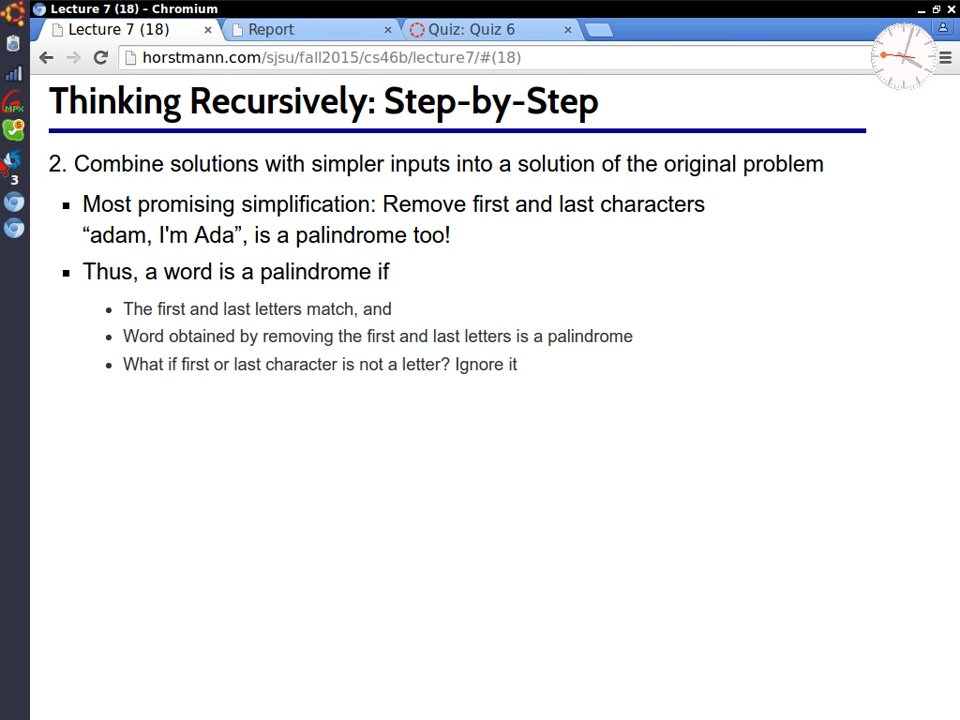 Lecture 7 (18) – Chromium
Lecture 7 (18)
Report
Quiz: Quiz 6
horstmann.com/sjsu/fall2015/cs46b/lecture7/#(18)
Thinking Recursively: Step-by-Step
2. Combine solutions with simpler inputs into a solution of the original problem
Most promising simplification: Remove first and last characters
“adam, I'm Ada”, is a palindrome too!
Thus, a word is a palindrome if
The first and last letters match, and
Word obtained by removing the first and last letters is a palindrome
What if first or last character is not a letter? Ignore it
MPX
5
3